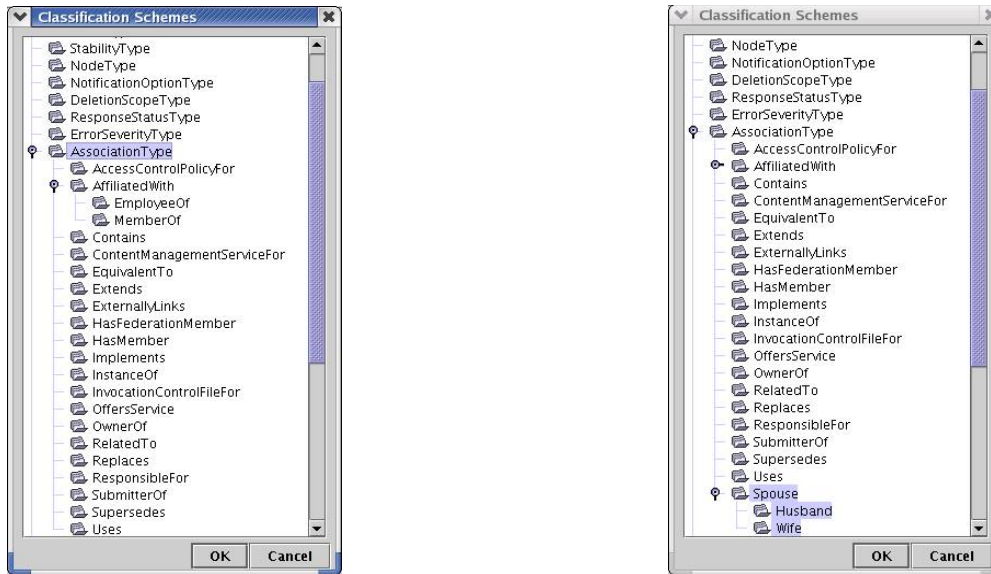 Classification Schemes
StabilityType
NodeType
NotificationOptionType
DeletionScopeType
ResponseStatusType
ErrorSeverityType
AssociationType
AccessControlPolicyFor
AffiliatedWith
EmployeeOf
MemberOf
Contains
ContentManagementServiceFor
EquivalentTo
Extends
ExternallyLinks
HasFederationMember
HasMember
Implements
InstanceOf
InvocationControlFileFor
OffersService
OwnerOf
RelatedTo
Replaces
ResponsibleFor
SubmitterOf
Supersedes
Uses
OK Cancel
Classification Schemes
NodeType
NotificationOptionType
DeletionScopeType
ResponseStatusType
ErrorSeverityType
AssociationType
AccessControlPolicyFor
AffiliatedWith
Contains
ContentManagementServiceFor
EquivalentTo
Extends
ExternallyLinks
HasFederationMember
HasMember
Implements
InstanceOf
InvocationControlFileFor
OffersService
OwnerOf
RelatedTo
Replaces
ResponsibleFor
SubmitterOf
Supersedes
Uses
Spouse
Husband
Wife
OK Cancel